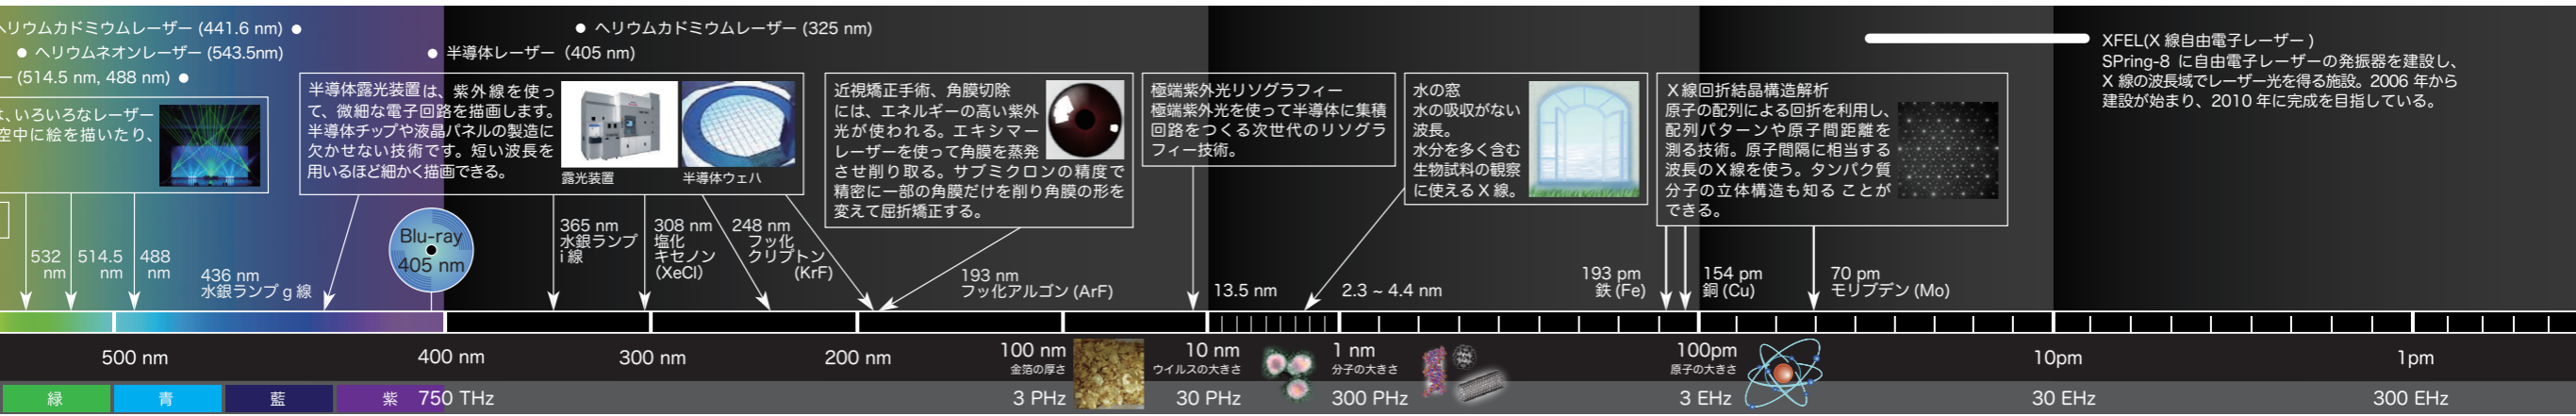 ヘリウムカドミウムレーザー (441.6 nm) ●
● ヘリウムネオンレーザー (543.5nm)
ー (514.5 nm, 488 nm) ●
● ヘリウムカドミウムレーザー (325 nm)
● 半導体レーザー（405 nm）
は、いろいろなレーザー
空中に絵を描いたり、
半導体露光装置は、紫外線を使っ
て、微細な電子回路を描画します。
半導体チップや液晶パネルの製造に
欠かせない技術です。短い波長を
用いるほど細かく描画できる。
露光装置
半導体ウェハ
近視矯正手術、角膜切除
には、エネルギーの高い紫外
光が使われる。エキシマー
レーザーを使って角膜を蒸発
させ削り取る。サブミクロンの精度で
精密に一部の角膜だけを削り角膜の形を
変えて屈折矯正する。
極端紫外光リソグラフィー
極端紫外光を使って半導体に集積
回路をつくる次世代のリソグラ
フィー技術。
水の窓
水の吸収がない
波長。
水分を多く含む
生物試料の観察
に使える X 線。
X 線回折結晶構造解析
原子の配列による回折を利用し、
配列パターンや原子間距離を
測る技術。原子間隔に相当する
波長の X 線を使う。タンパク質
分子の立体構造も知る ことが
できる。
XFEL(X 線自由電子レーザー )
SPring-8 に自由電子レーザーの発振器を建設し、
X 線の波長域でレーザー光を得る施設。2006 年から
建設が始まり、2010 年に完成を目指している。
532
nm
514.5
nm
488
nm
436 nm
水銀ランプ g 線
Blu-ray
405 nm
365 nm
水銀ランプ
i 線
308 nm
塩化
キセノン
(XeCl)
248 nm
フッ化
クリプトン
(KrF)
193 nm
フッ化アルゴン (ArF)
13.5 nm
2.3 ~ 4.4 nm
193 pm
鉄 (Fe)
154 pm
銅 (Cu)
70 pm
モリブデン (Mo)
500 nm
400 nm
300 nm
200 nm
100 nm
金箔の厚さ
10 nm
ウイルスの大きさ
1 nm
分子の大きさ
100pm
原子の大きさ
10pm
1pm
緑
青
藍
紫
750 THz
3 PHz
30 PHz
300 PHz
3 EHz
30 EHz
300 EHz